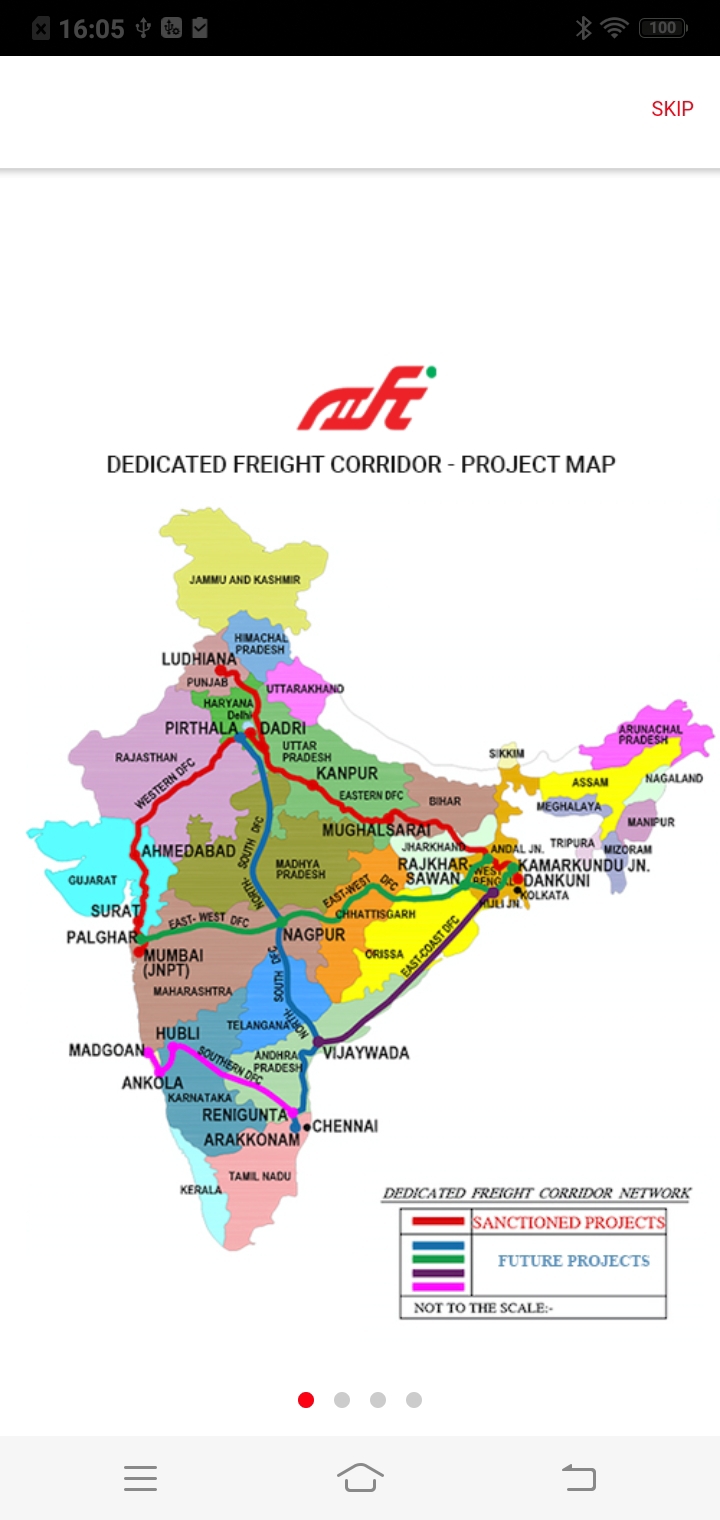 16:05
100
SKIP
DEDICATED FREIGHT CORRIDOR - PROJECT MAP
JAMMU AND KASHMIR
HIMACHAL
PRADESH
LUDHIANA
PUNJAB
UTTARAKHAND
HARYANA
Delhi
PIRTHALA
DADRI
ARUNACHAL
PRADESH
RAJASTHAN
UTTAR
PRADESH
SIKKIM
WESTERN DFC
KANPUR
ASSAM
NAGALAND
EASTERN DFC
BIHAR
MEGHALAYA
MANIPUR
MUGHALSARAI
AHMEDABAD
NORTH- SOUTH DFC
JHARKHAND
ANDAL JN.
TRIPURA
MIZORAM
GUJARAT
MADHYA
PRADESH
RAJKHAR-
SAWAN
WEST
BENGAL
KAMARKUNDU JN.
DANKUNI
KOLKATA
EAST-WEST DFC
SURAT
EAST- WEST DFC
CHHATTISGARH
PALGHAR
NAGPUR
MUMBAI
(JNPT)
ORISSA
EAST-COAST DFC
MAHARASHTRA
NORTH- SOUTH DFC
TELANGANA
HUBLI
MADGOAN
SOUTHERN DFC
ANDHRA
PRADESH
VIJAYWADA
ANKOLA
KARNATAKA
RENIGUNTA
CHENNAI
ARAKKONAM
TAMIL NADU
KERALA
DEDICATED FREIGHT CORRIDOR NETWORK
SANCTIONED PROJECTS
FUTURE PROJECTS
NOT TO THE SCALE:-